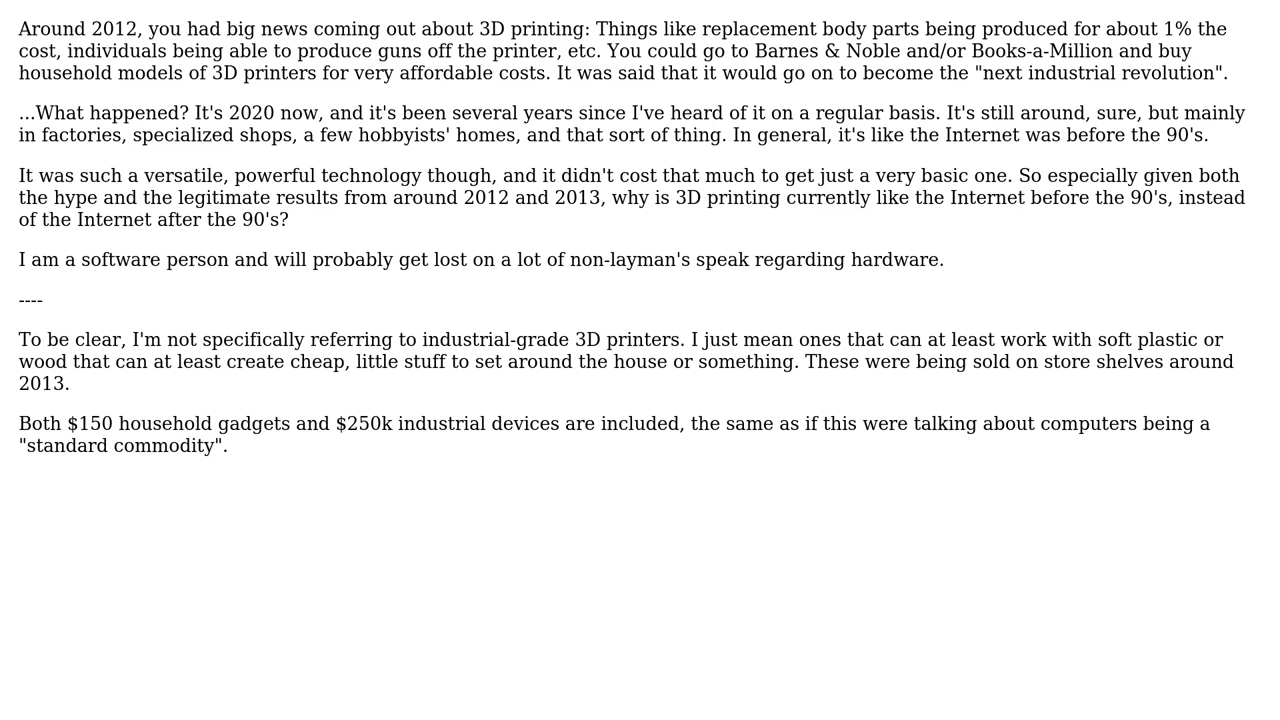 Around 2012, you had big news coming out about 3D printing: Things like replacement body parts being produced for about 1% the
cost, individuals being able to produce guns off the printer, etc. You could go to Barnes & Noble and/or Books-a-Million and buy
household models of 3D printers for very affordable costs. It was said that it would go on to become the "next industrial revolution".
...What happened? It's 2020 now, and it's been several years since I've heard of it on a regular basis. It's still around, sure, but mainly
in factories, specialized shops, a few hobbyists' homes, and that sort of thing. In general, it's like the Internet was before the 90's.
It was such a versatile, powerful technology though, and it didn't cost that much to get just a very basic one. So especially given both
the hype and the legitimate results from around 2012 and 2013, why is 3D printing currently like the Internet before the 90's, instead
of the Internet after the 90's?
I am a software person and will probably get lost on a lot of non-layman's speak regarding hardware.
----
To be clear, I'm not specifically referring to industrial-grade 3D printers. I just mean ones that can at least work with soft plastic or
wood that can at least create cheap, little stuff to set around the house or something. These were being sold on store shelves around
2013.
Both $150 household gadgets and $250k industrial devices are included, the same as if this were talking about computers being a
"standard commodity".